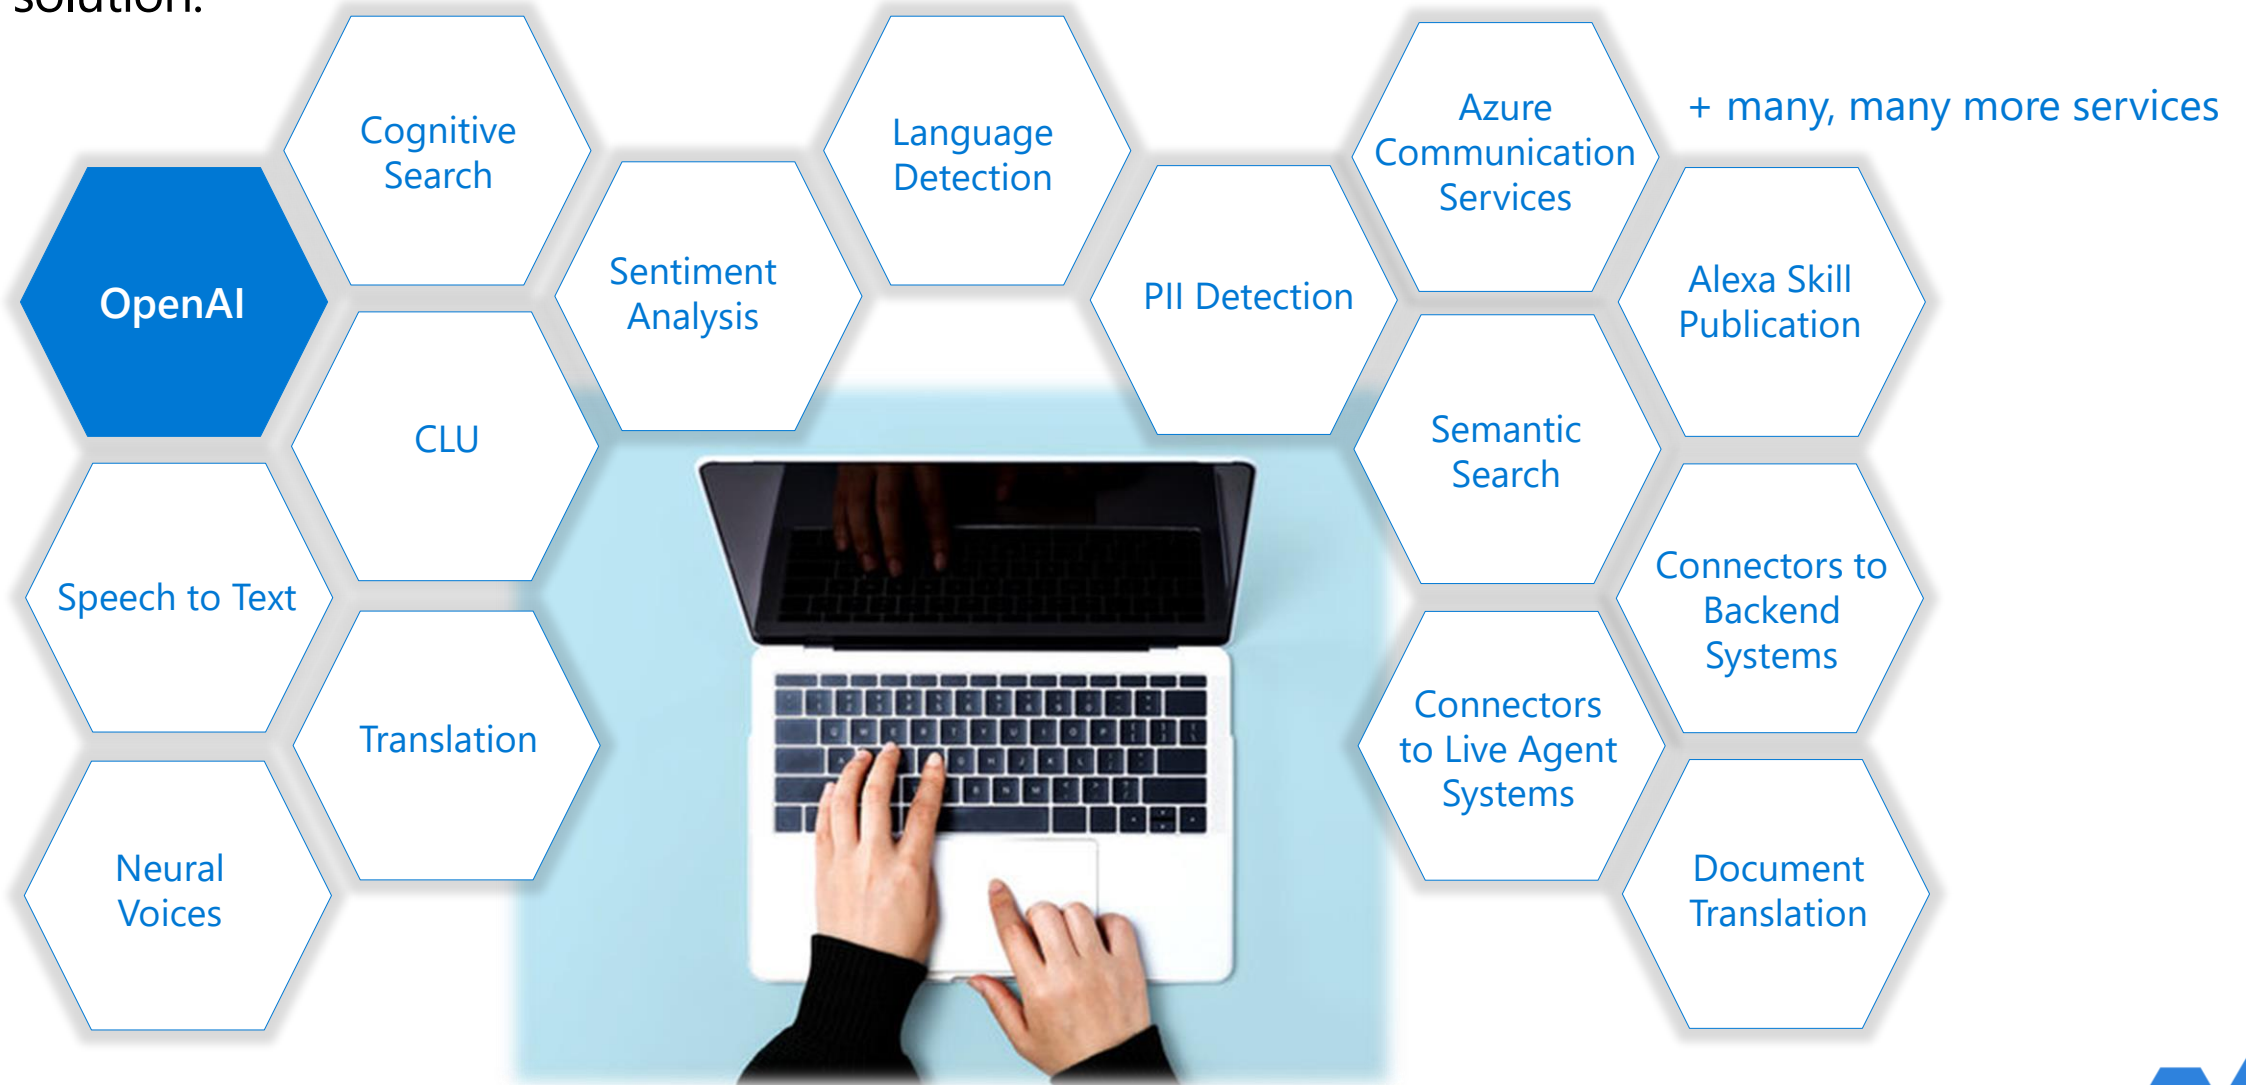 solution.
Cognitive
Search
Language
Detection
Azure
Communication
Services
+ many, many more services
OpenAI
Sentiment
Analysis
PII Detection
Alexa Skill
Publication
CLU
Semantic
Search
Speech to Text
Connectors to
Backend
Systems
Translation
Connectors
to Live Agent
Systems
Neural
Voices
Document
Translation